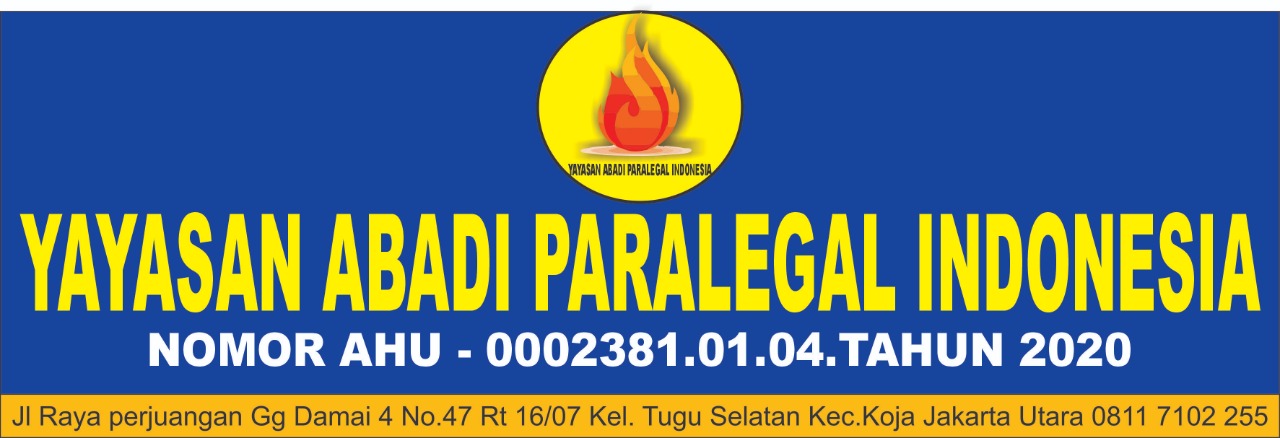 YAYASAN ABADI PARALEGAL INDONESIA
YAYASAN ABADI PARALEGAL INDONESIA
NOMOR AHU - 0002381.01.04.TAHUN 2020
Jl Raya perjuangan Gg Damai 4 No.47 Rt 16/07 Kel. Tugu Selatan Kec.Koja Jakarta Utara 0811 7102 255